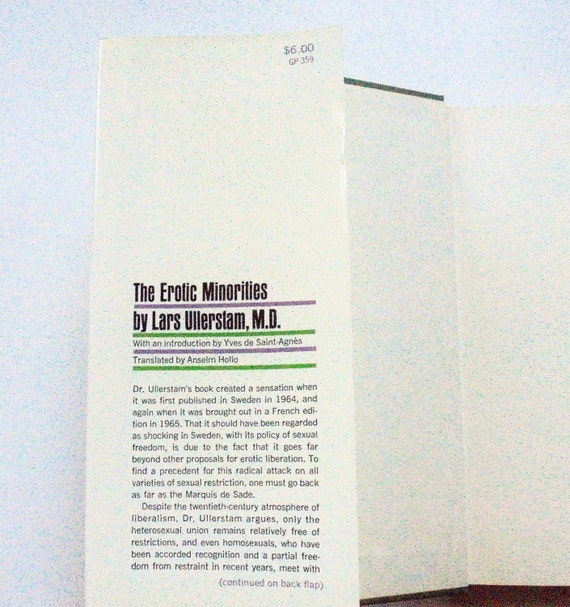 $6.00
GP-359
The Erotic Minorities
by Lars Ullerstam, M.D.
With an introduction by Yves de Saint-Agnès
Translated by Anselm Hollo
Dr. Ullerstam's book created a sensation when
it was first published in Sweden in 1964, and
again when it was brought out in a French edi-
tion in 1965. That it should have been regarded
as shocking in Sweden, with its policy of sexual
freedom, is due to the fact that it goes far
beyond other proposals for erotic liberation. To
find a precedent for this radical attack on all
varieties of sexual restriction, one must go back
as far as the Marquis de Sade.
Despite the twentieth-century atmosphere of
liberalism, Dr. Ullerstam argues, only the
heterosexual union remains relatively free of
restrictions, and even homosexuals, who have
been accorded recognition and a partial free-
dom from restraint in recent years, meet with
(continued on back flap)